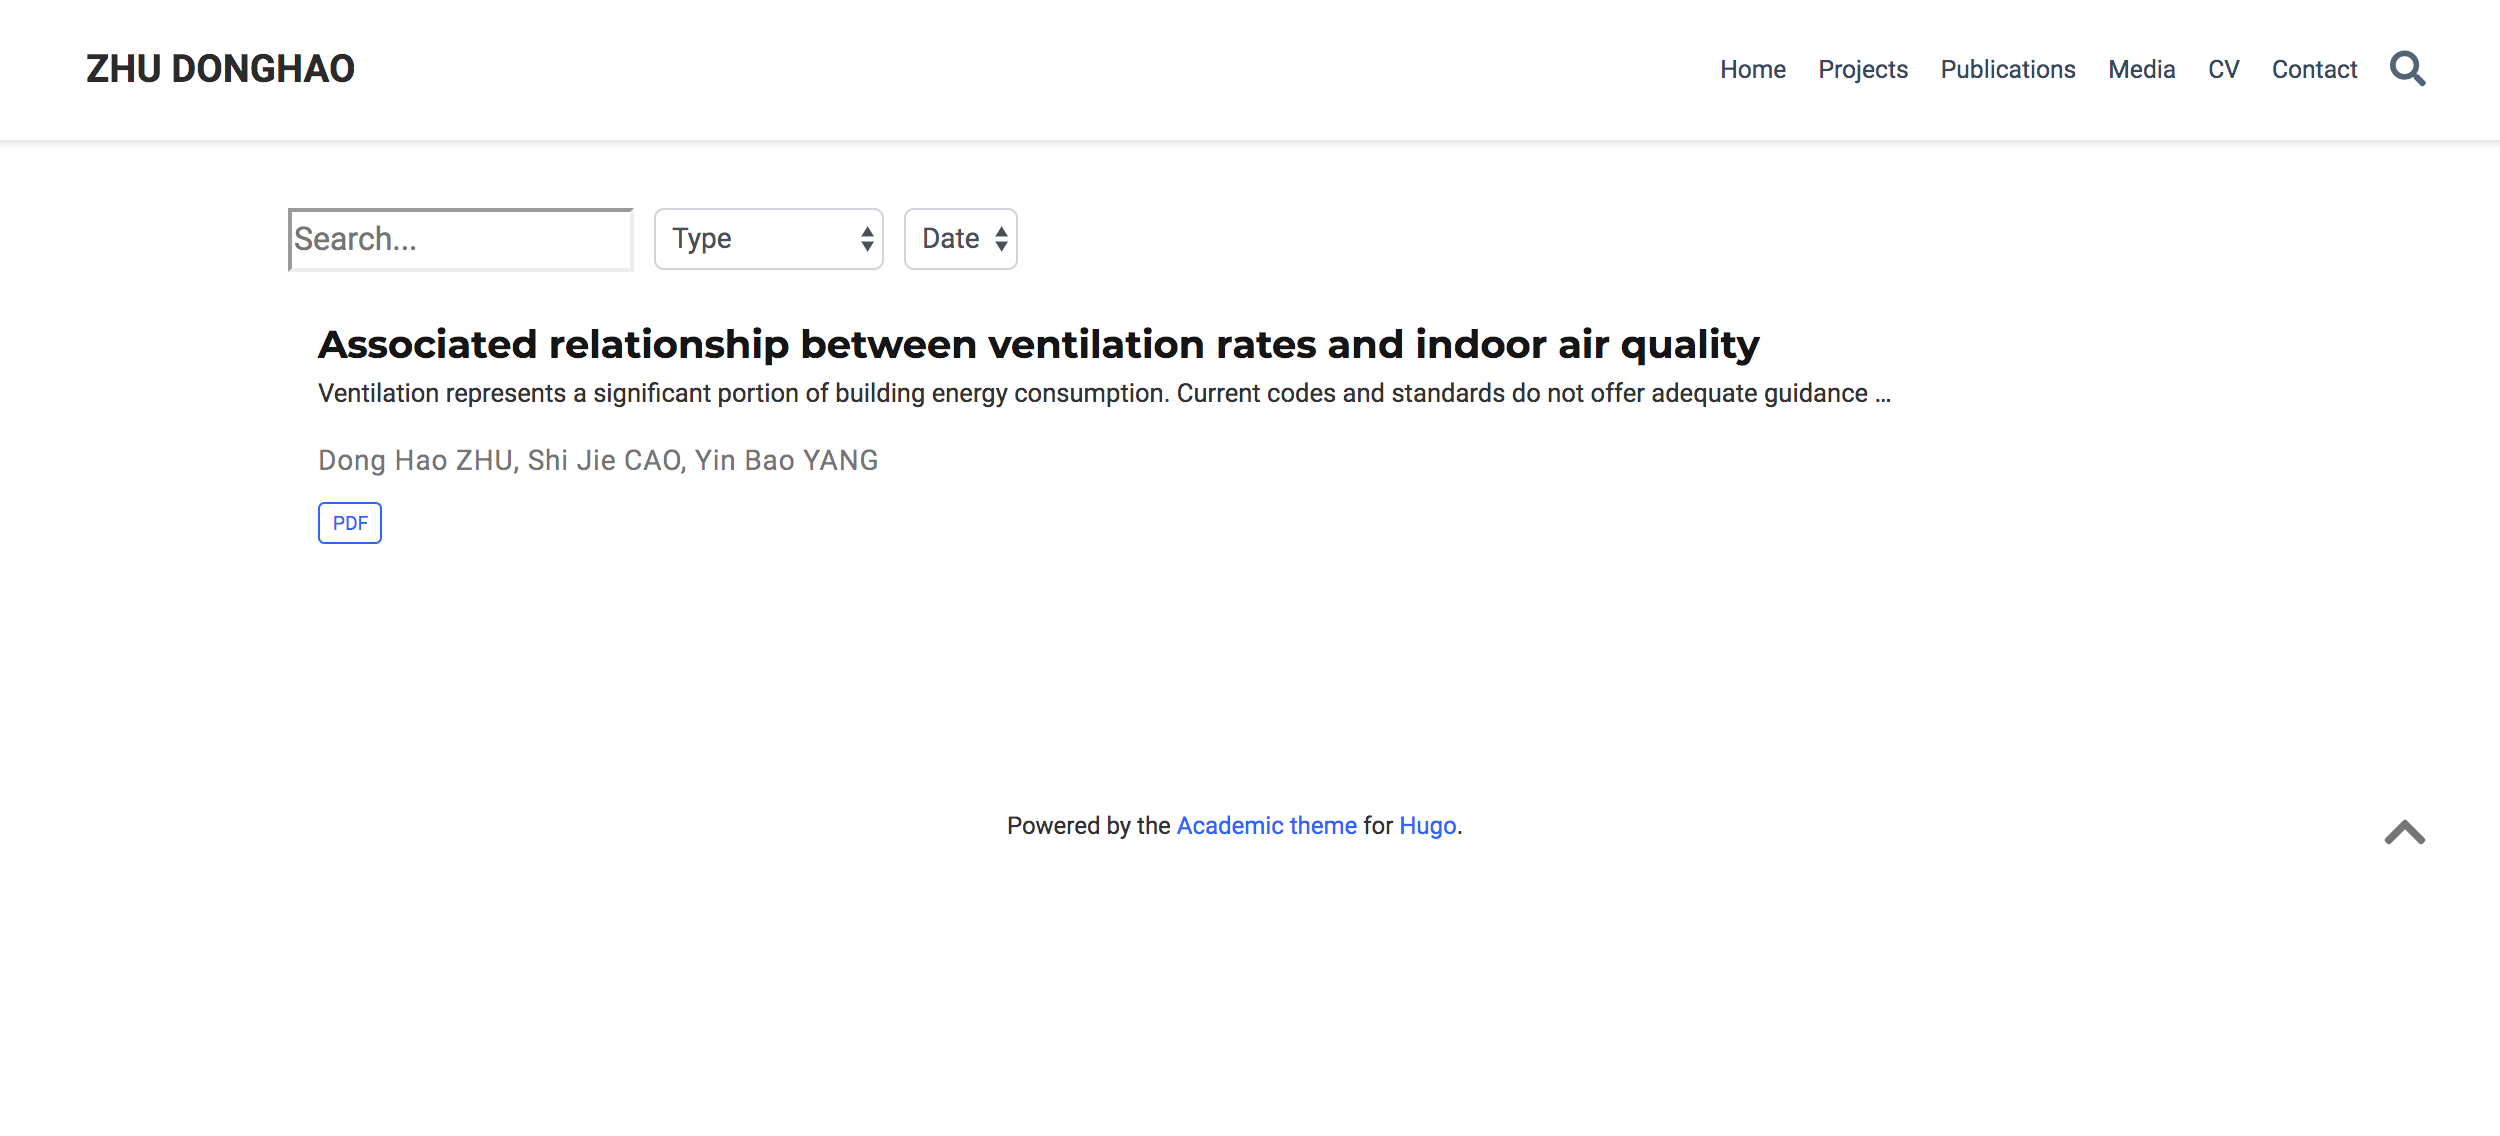 ZHU DONGHAO
Home Projects Publications Media CV Contact
Search... Type Date
Associated relationship between ventilation rates and indoor air quality
Ventilation represents a significant portion of building energy consumption. Current codes and standards do not offer adequate guidance ...
Dong Hao ZHU, Shi Jie CAO, Yin Bao YANG
PDF
Powered by the Academic theme for Hugo.